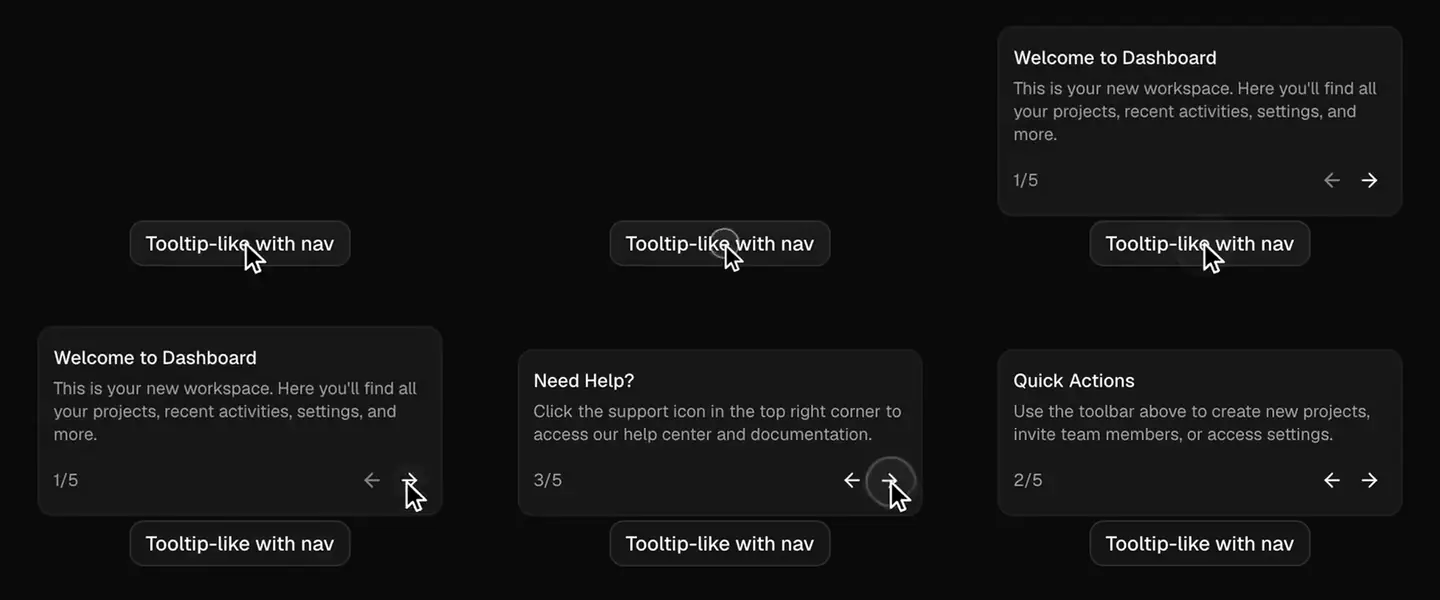 Welcome to Dashboard
This is your new workspace. Here you'll find all
your projects, recent activities, settings, and
more.
1/5
Tooltip-like with nav
Tooltip-like with nav
Tooltip-like with nav
Welcome to Dashboard
This is your new workspace. Here you'll find all
your projects, recent activities, settings, and
more.
1/5
Tooltip-like with nav
Need Help?
Click the support icon in the top right corner to
access our help center and documentation.
3/5
Tooltip-like with nav
Quick Actions
Use the toolbar above to create new projects,
invite team members, or access settings.
2/5
Tooltip-like with nav